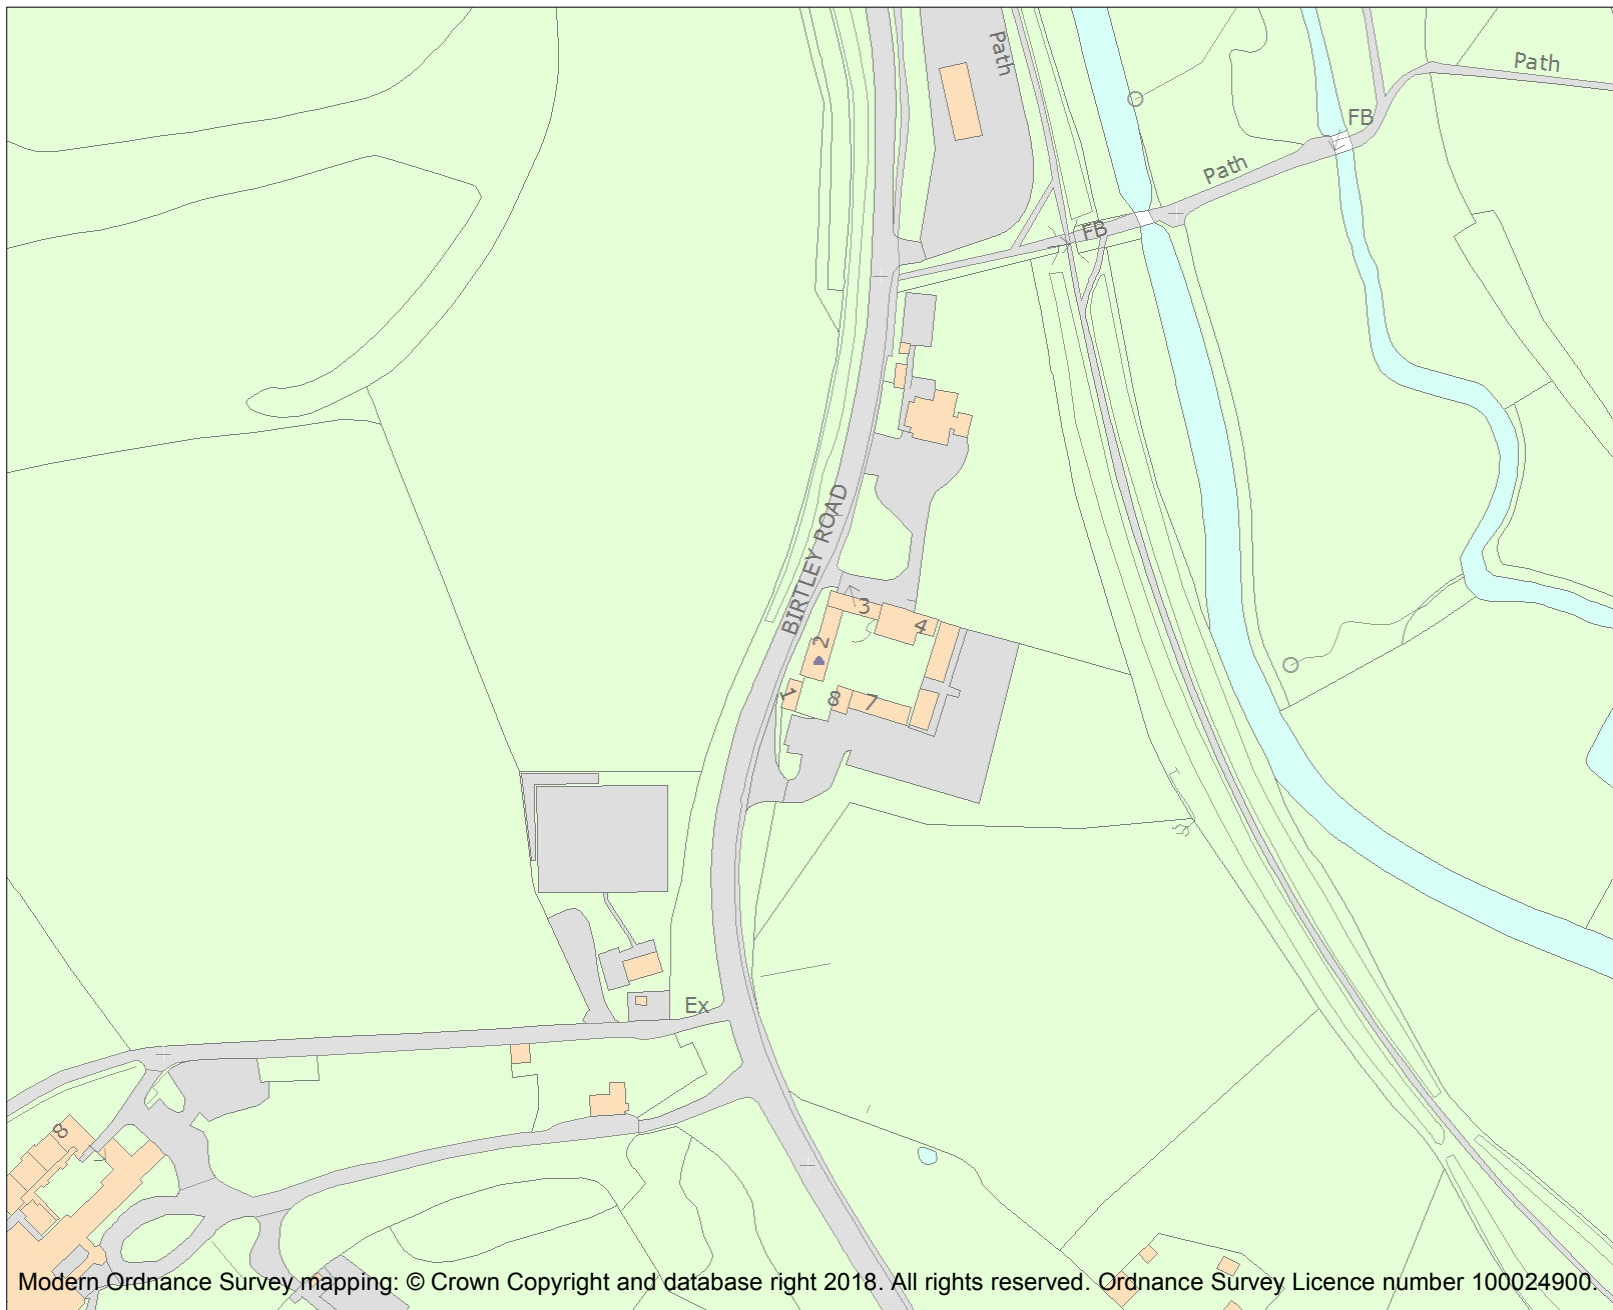 Path
Path
FB
Path
FB
BIRTLEY ROAD
3
4
2
1
8
7
Ex
8
Modern Ordnance Survey mapping: © Crown Copyright and database right 2018. All rights reserved. Ordnance Survey Licence number 100024900.